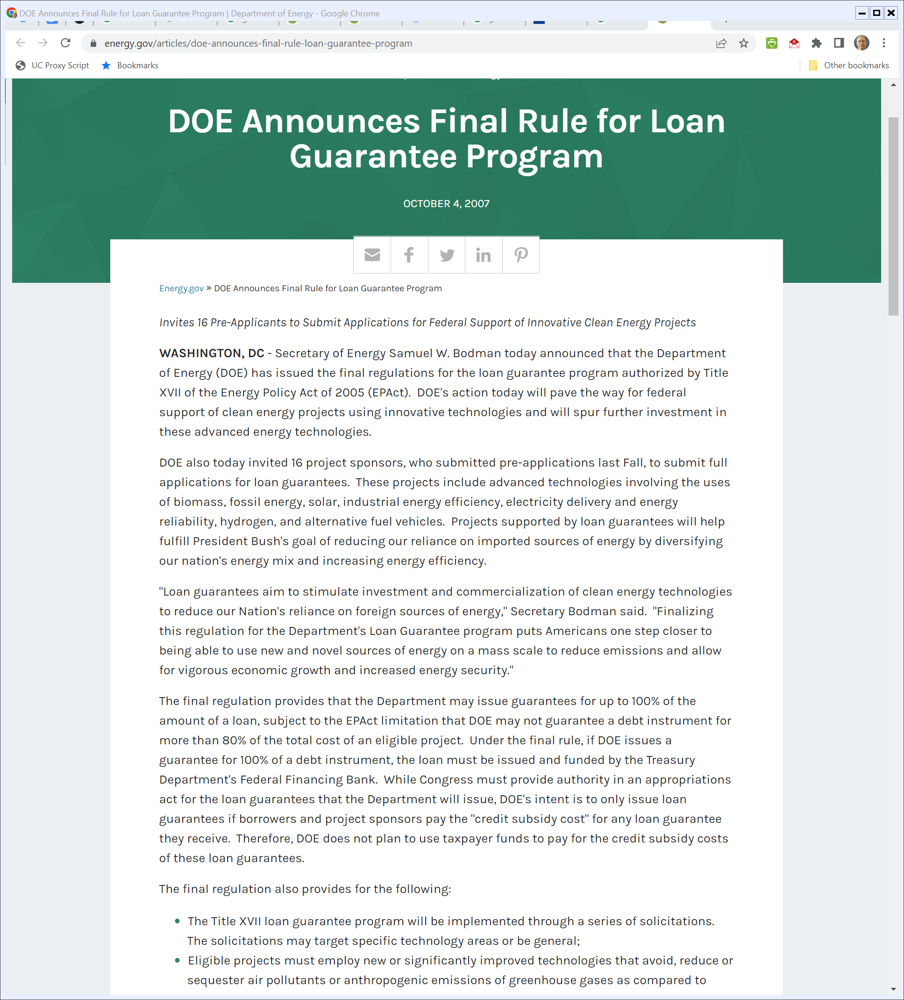 DOE Announces Final Rule for Loan Guarantee Program | Department of Energy - Google Chrome
energy.gov/articles/doe-announces-final-rule-loan-guarantee-program
UC Proxy Script
Bookmarks
Other bookmarks
DOE Announces Final Rule for Loan
Guarantee Program
OCTOBER 4, 2007
Energy.gov » DOE Announces Final Rule for Loan Guarantee Program
Invites 16 Pre-Applicants to Submit Applications for Federal Support of Innovative Clean Energy Projects
WASHINGTON, DC - Secretary of Energy Samuel W. Bodman today announced that the Department
of Energy (DOE) has issued the final regulations for the loan guarantee program authorized by Title
XVII of the Energy Policy Act of 2005 (EPAct).  DOE's action today will pave the way for federal
support of clean energy projects using innovative technologies and will spur further investment in
these advanced energy technologies.
DOE also today invited 16 project sponsors, who submitted pre-applications last Fall, to submit full
applications for loan guarantees.  These projects include advanced technologies involving the uses
of biomass, fossil energy, solar, industrial energy efficiency, electricity delivery and energy
reliability, hydrogen, and alternative fuel vehicles.  Projects supported by loan guarantees will help
fulfill President Bush's goal of reducing our reliance on imported sources of energy by diversifying
our nation's energy mix and increasing energy efficiency.
"Loan guarantees aim to stimulate investment and commercialization of clean energy technologies
to reduce our Nation's reliance on foreign sources of energy," Secretary Bodman said.  "Finalizing
this regulation for the Department's Loan Guarantee program puts Americans one step closer to
being able to use new and novel sources of energy on a mass scale to reduce emissions and allow
for vigorous economic growth and increased energy security."
The final regulation provides that the Department may issue guarantees for up to 100% of the
amount of a loan, subject to the EPAct limitation that DOE may not guarantee a debt instrument for
more than 80% of the total cost of an eligible project.  Under the final rule, if DOE issues a
guarantee for 100% of a debt instrument, the loan must be issued and funded by the Treasury
Department's Federal Financing Bank.  While Congress must provide authority in an appropriations
act for the loan guarantees that the Department will issue, DOE's intent is to only issue loan
guarantees if borrowers and project sponsors pay the "credit subsidy cost" for any loan guarantee
they receive.  Therefore, DOE does not plan to use taxpayer funds to pay for the credit subsidy costs
of these loan guarantees.
The final regulation also provides for the following:
• The Title XVII loan guarantee program will be implemented through a series of solicitations.
The solicitations may target specific technology areas or be general;
• Eligible projects must employ new or significantly improved technologies that avoid, reduce or
sequester air pollutants or anthropogenic emissions of greenhouse gases as compared to